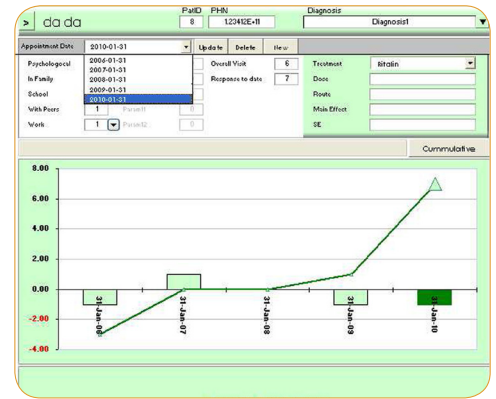 PatID PHN Diagnosis
> da da 8 1.23412E+11 Diagnosis1
Appointment Date 2010-01-31 Update Delete New
2006-01-31
2007-01-31
2008-01-31
2009-01-31
2010-01-31
Psychological Overall Visit 6 Treatment Ritalin
In Family Response to date 7 Dose
School Route
With Peers 1 Parent11 0 Main Effect
Work 1 Parent12 0 SE
Cummulative
8.00
6.00
4.00
2.00
0.00
-2.00
-4.00
31-Jan-06 31-Jan-07 31-Jan-08 31-Jan-09 31-Jan-10